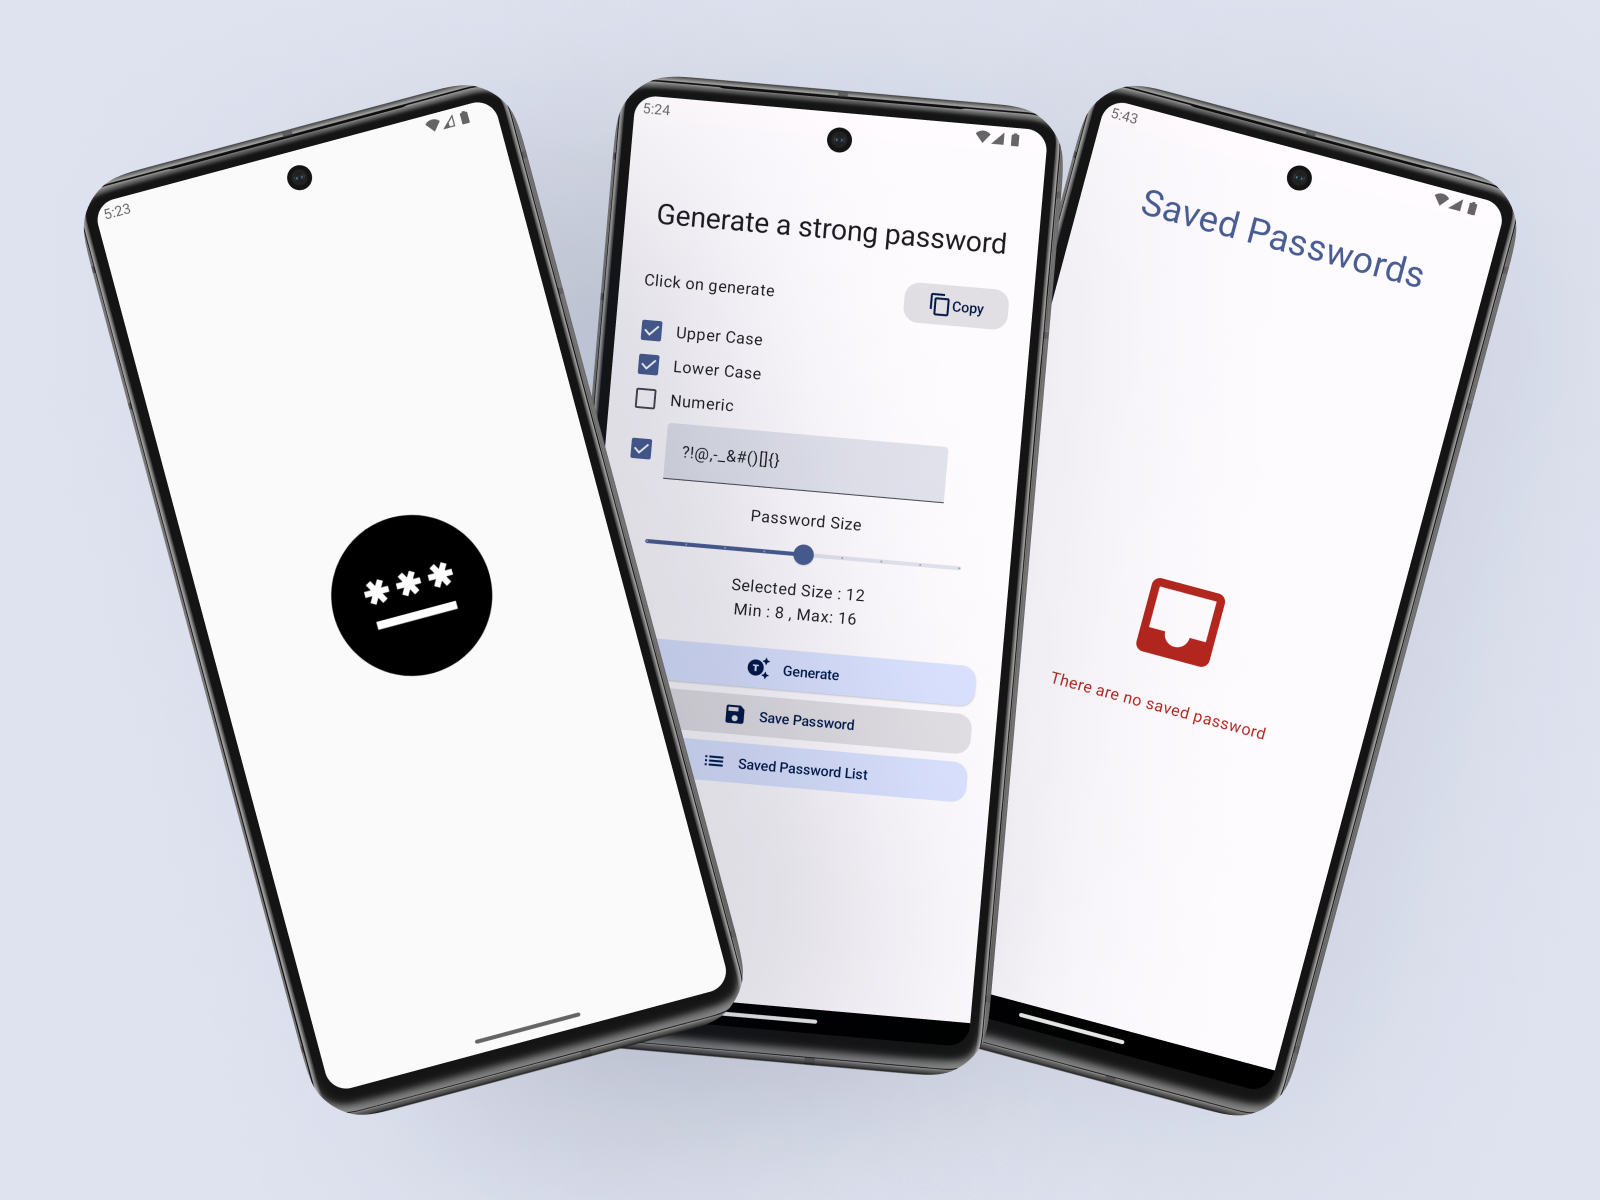 5:23
***
5:24
Generate a strong password
Click on generate
Copy
Upper Case
Lower Case
Numeric
?!@,-_&#()[]{}
Password Size
Selected Size : 12
Min : 8 , Max: 16
T
Generate
Save Password
Saved Password List
5:43
Saved Passwords
There are no saved password